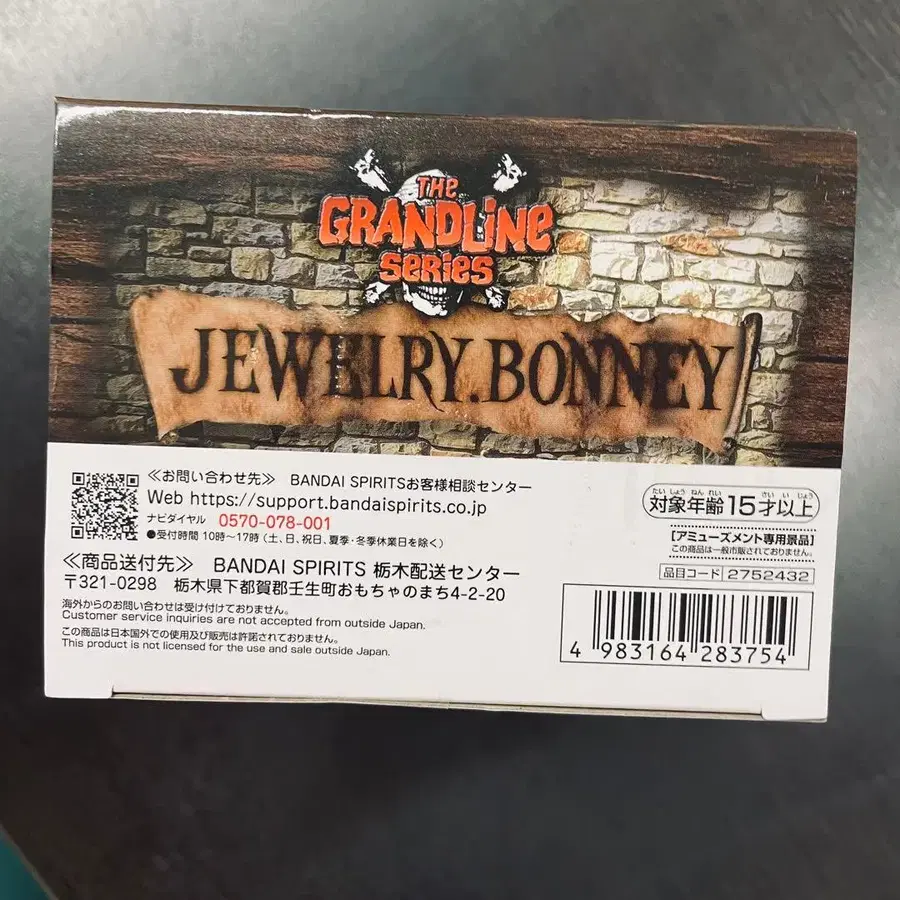 THE
GRANDLINE
SERIES
JEWELRY.BONNEY
≪お問い合わせ先≫ BANDAI SPIRITSお客様相談センター
Web https://support.bandaispirits.co.jp
ナビダイヤル 0570-078-001
●受付時間 10時～17時 (土、日、祝日、夏季・冬季休業日を除く)
≪商品送付先≫ BANDAI SPIRITS 栃木配送センター
〒321-0298 栃木県下都賀郡壬生町おもちゃのまち4-2-20
海外からのお問い合わせは受け付けておりません。
Customer service inquiries are not accepted from outside Japan.
この商品は日本国外での使用及び販売は許諾されておりません。
This product is not licensed for the use and sale outside Japan.
たいしょう ねんれい さい いじょう
対象年齢 15才以上
[アミューズメント専用景品]
この商品は一般市販されておりません。
品目コード 2752432
4 983164 283754